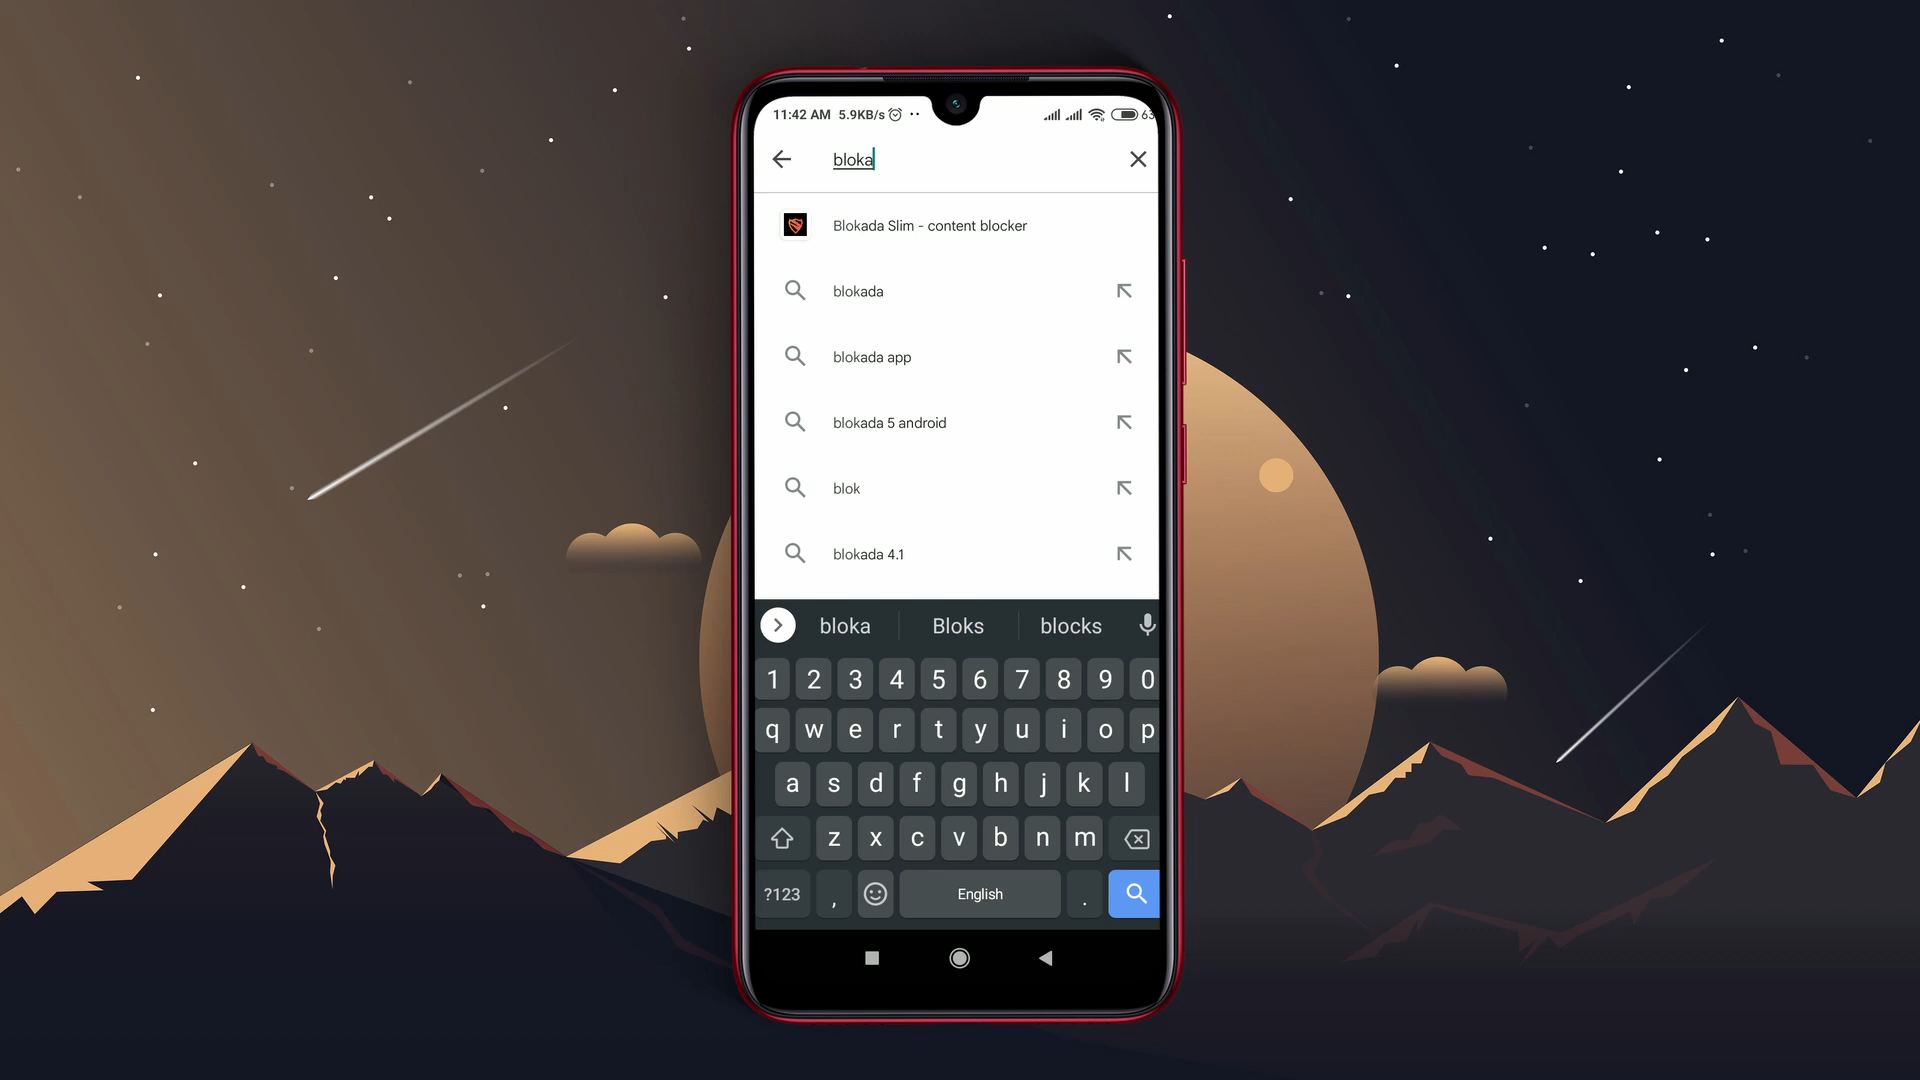 11:42 AM 5.9KB/s 63
bloka
Blokada Slim - content blocker
blokada
blokada app
blokada 5 android
blok
blokada 4.1
bloka Bloks blocks
1 2 3 4 5 6 7 8 9 0
q w e r t y u i o p
a s d f g h j k l
z x c v b n m
?123 , English .